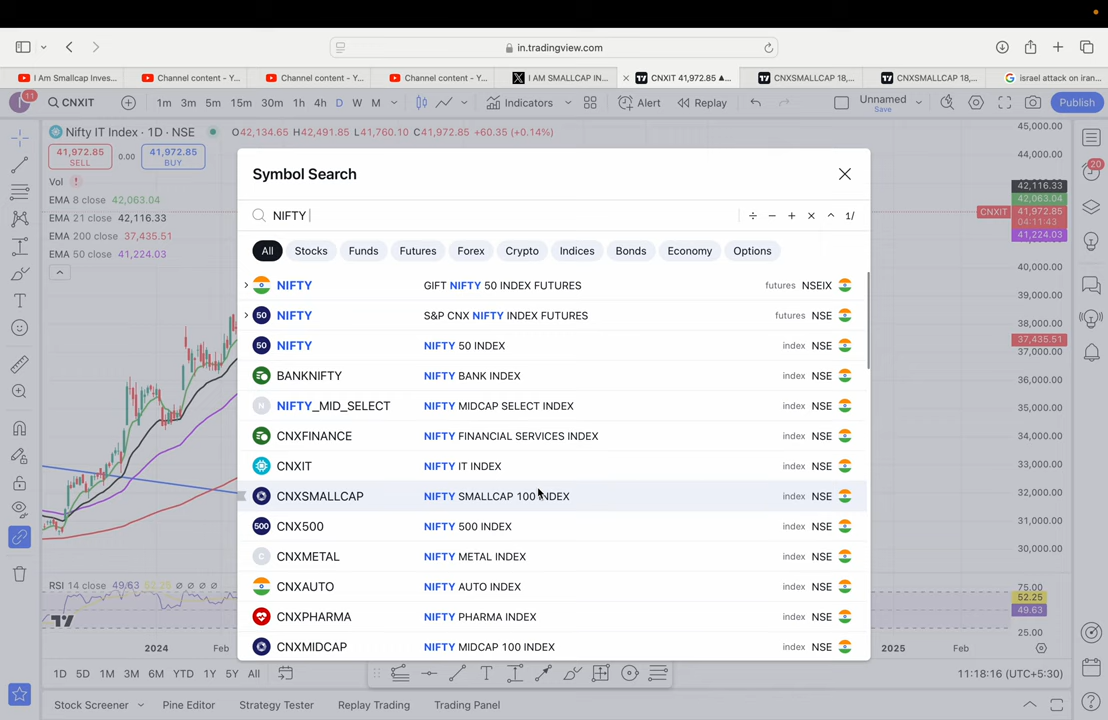 in.tradingview.com
I Am Smallcap Inves...
Channel content - Y...
Channel content - Y...
Channel content - Y...
I AM SMALLCAP IN...
CNXIT 41,972.85 ▲...
CNXSMALLCAP 18,...
CNXSMALLCAP 18,...
israel attack on iran...
11
CNXIT
1m 3m 5m 15m 30m 1h 4h D W M
Indicators
Alert
Replay
Unnamed
Save
Publish
Nifty IT Index · 1D · NSE
O42,134.65 H42,491.85 L41,760.10 C41,972.85 +60.35 (+0.14%)
41,972.85
SELL
0.00
41,972.85
BUY
Vol
EMA 8 close 42,063.04
EMA 21 close 42,116.33
EMA 200 close 37,435.51
EMA 50 close 41,224.03
Symbol Search
NIFTY
1/
All Stocks Funds Futures Forex Crypto Indices Bonds Economy Options
NIFTY GIFT NIFTY 50 INDEX FUTURES futures NSEIX
50 NIFTY S&P CNX NIFTY INDEX FUTURES futures NSE
50 NIFTY NIFTY 50 INDEX index NSE
BANKNIFTY NIFTY BANK INDEX index NSE
N NIFTY_MID_SELECT NIFTY MIDCAP SELECT INDEX index NSE
CNXFINANCE NIFTY FINANCIAL SERVICES INDEX index NSE
CNXIT NIFTY IT INDEX index NSE
CNXSMALLCAP NIFTY SMALLCAP 100 INDEX index NSE
500 CNX500 NIFTY 500 INDEX index NSE
C CNXMETAL NIFTY METAL INDEX index NSE
CNXAUTO NIFTY AUTO INDEX index NSE
CNXPHARMA NIFTY PHARMA INDEX index NSE
CNXMIDCAP NIFTY MIDCAP 100 INDEX index NSE
45,000.00
44,000.00
42,116.33
42,063.04
CNXIT 41,972.85
04:11:43
41,224.03
40,000.00
39,000.00
38,000.00
37,435.51
37,000.00
36,000.00
35,000.00
34,000.00
33,000.00
32,000.00
31,000.00
30,000.00
20
RSI 14 close 49.63 52.25
75.00
52.25
49.63
25.00
2024 Feb 2025 Feb
1D 5D 1M 3M 6M YTD 1Y 5Y All
11:18:16 (UTC+5:30)
Stock Screener Pine Editor Strategy Tester Replay Trading Trading Panel